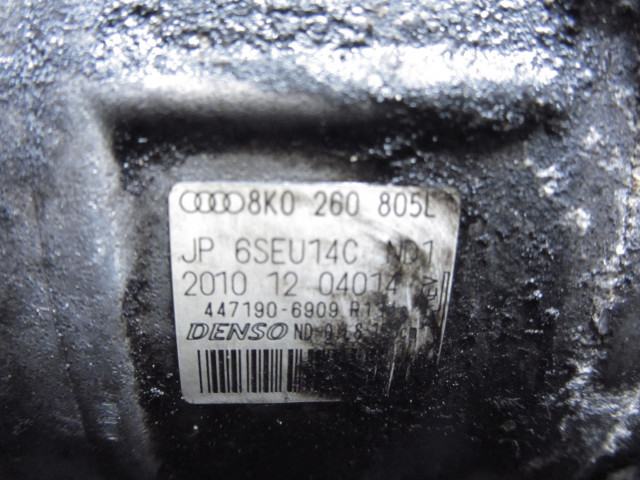 8K0 260 805L
JP 6SEU14C ND1
2010 12 04014
447190-6909
DENSO